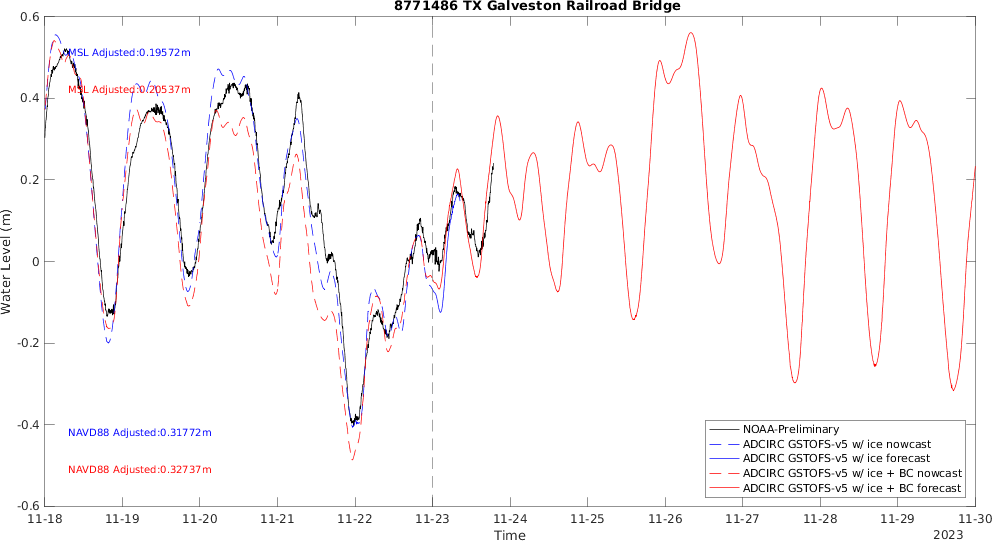 8771486 TX Galveston Railroad Bridge
0.6
0.4
0.2
0
-0.2
-0.4
-0.6
Water Level (m)
MSL Adjusted:0.19572m
MSL Adjusted:0.20537m
NAVD88 Adjusted:0.31772m
NAVD88 Adjusted:0.32737m
NOAA-Preliminary
ADCIRC GSTOFS-v5 w/ ice nowcast
ADCIRC GSTOFS-v5 w/ ice forecast
ADCIRC GSTOFS-v5 w/ ice + BC nowcast
ADCIRC GSTOFS-v5 w/ ice + BC forecast
11-18 11-19 11-20 11-21 11-22 11-23 11-24 11-25 11-26 11-27 11-28 11-29 11-30
Time
2023